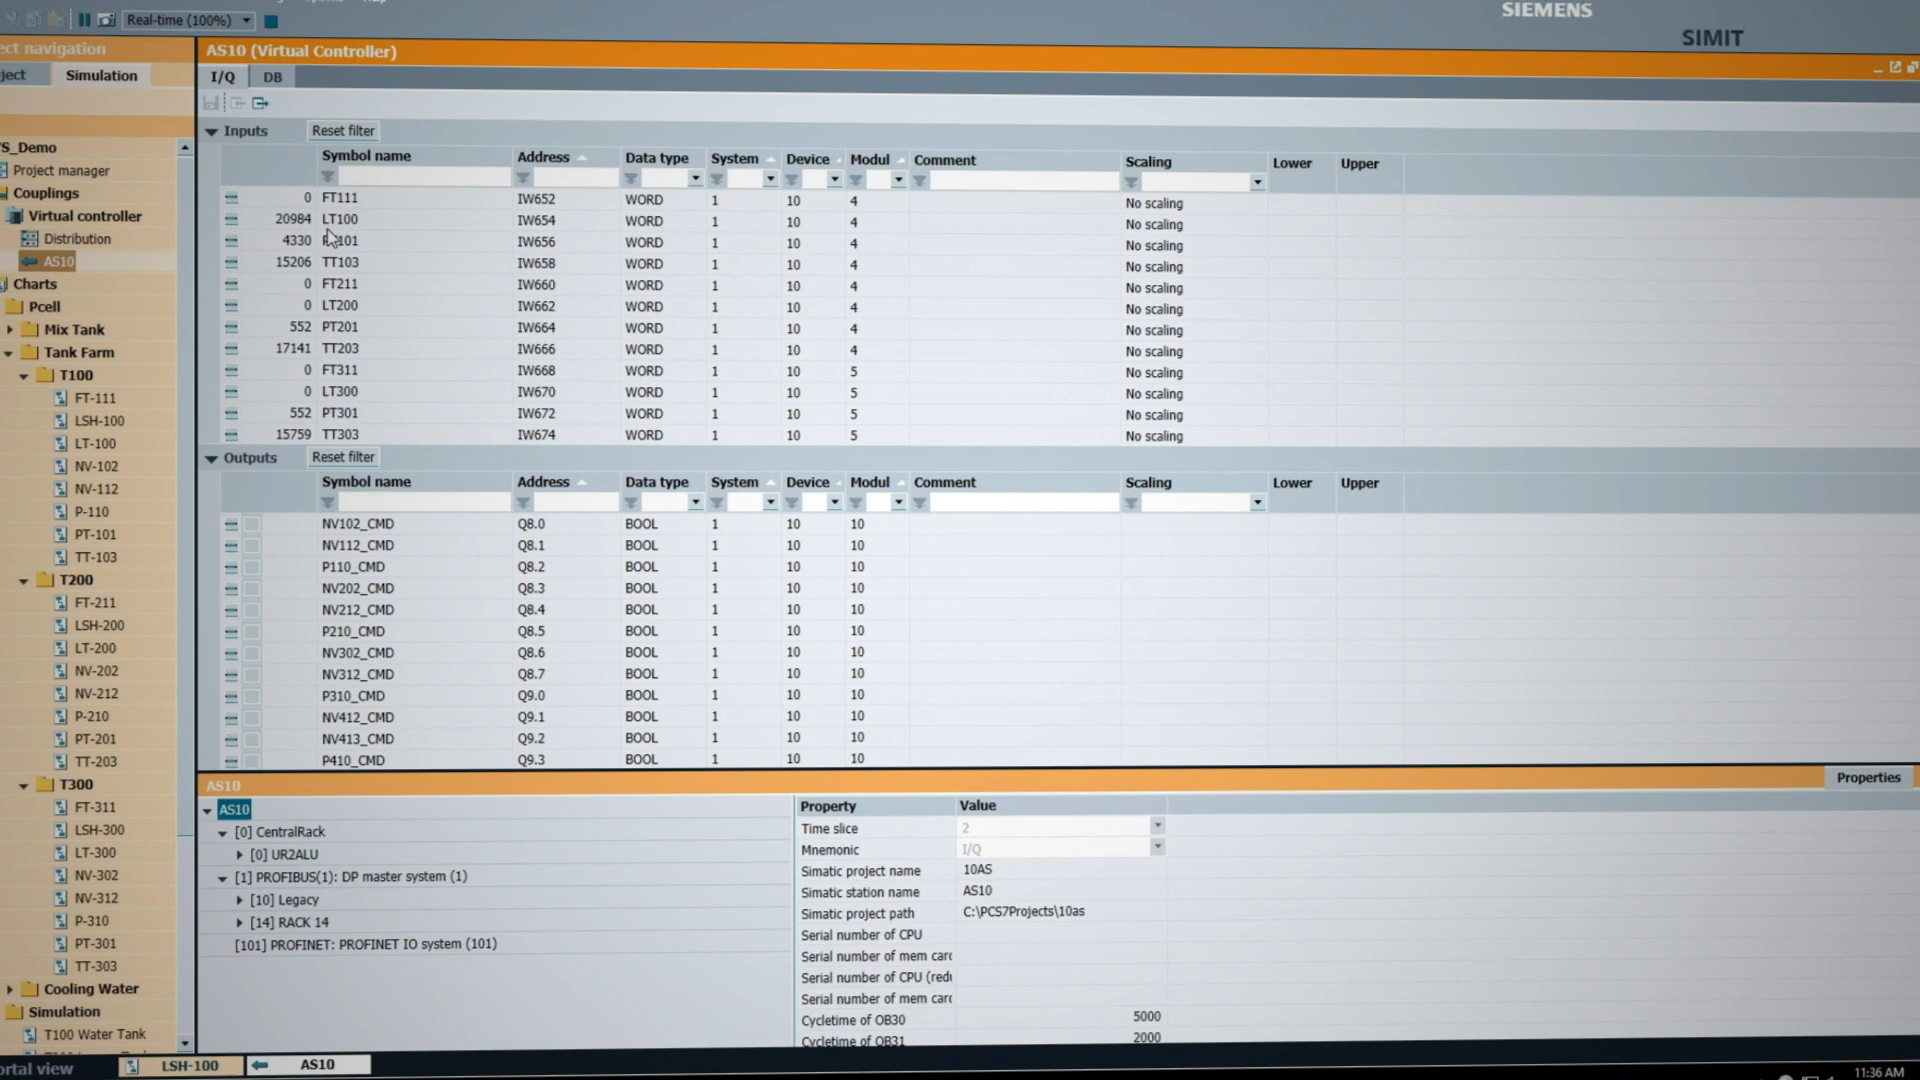 Real-time (100%)
SIEMENS
SIMIT
ect navigation
ject Simulation
S_Demo
Project manager
Couplings
Virtual controller
Distribution
AS10
Charts
Pcell
Mix Tank
Tank Farm
T100
FT-111
LSH-100
LT-100
NV-102
NV-112
P-110
PT-101
TT-103
T200
FT-211
LSH-200
LT-200
NV-202
NV-212
P-210
PT-201
TT-203
T300
FT-311
LSH-300
LT-300
NV-302
NV-312
P-310
PT-301
TT-303
Cooling Water
Simulation
T100 Water Tank
AS10 (Virtual Controller)
I/Q DB
Inputs Reset filter
Symbol name Address Data type System Device Modul Comment Scaling Lower Upper
0 FT111 IW652 WORD 1 10 4 No scaling
20984 LT100 IW654 WORD 1 10 4 No scaling
4330 101 IW656 WORD 1 10 4 No scaling
15206 TT103 IW658 WORD 1 10 4 No scaling
0 FT211 IW660 WORD 1 10 4 No scaling
0 LT200 IW662 WORD 1 10 4 No scaling
552 PT201 IW664 WORD 1 10 4 No scaling
17141 TT203 IW666 WORD 1 10 4 No scaling
0 FT311 IW668 WORD 1 10 5 No scaling
0 LT300 IW670 WORD 1 10 5 No scaling
552 PT301 IW672 WORD 1 10 5 No scaling
15759 TT303 IW674 WORD 1 10 5 No scaling
Outputs Reset filter
Symbol name Address Data type System Device Modul Comment Scaling Lower Upper
NV102_CMD Q8.0 BOOL 1 10 10
NV112_CMD Q8.1 BOOL 1 10 10
P110_CMD Q8.2 BOOL 1 10 10
NV202_CMD Q8.3 BOOL 1 10 10
NV212_CMD Q8.4 BOOL 1 10 10
P210_CMD Q8.5 BOOL 1 10 10
NV302_CMD Q8.6 BOOL 1 10 10
NV312_CMD Q8.7 BOOL 1 10 10
P310_CMD Q9.0 BOOL 1 10 10
NV412_CMD Q9.1 BOOL 1 10 10
NV413_CMD Q9.2 BOOL 1 10 10
P410_CMD Q9.3 BOOL 1 10 10
AS10 Properties
AS10
[0] CentralRack
[0] UR2ALU
[1] PROFIBUS(1): DP master system (1)
[10] Legacy
[14] RACK 14
[101] PROFINET: PROFINET IO system (101)
Property Value
Time slice 2
Mnemonic I/Q
Simatic project name 10AS
Simatic station name AS10
Simatic project path C:\PCS7Projects\10as
Serial number of CPU
Serial number of mem card
Serial number of CPU (redu
Serial number of mem card
Cycletime of OB30 5000
Cycletime of OB31 2000
ortal view LSH-100 AS10
11:36 AM